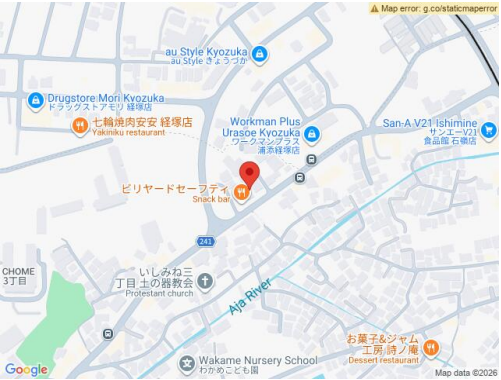 Map error: g.co/staticmaperror
au Style Kyozuka
au Style きょうづか
Drugstore Mori Kyozuka
ドラッグストアモリ 経塚店
七輪焼肉安安 経塚店
Yakiniku restaurant
Workman Plus
Urasoe Kyozuka
ワークマンプラス
浦添経塚店
San-A V21 Ishimine
サンエーV21
食品館 石嶺店
ビリヤードセーフティ
Snack bar
241
CHOME
3丁目
いしみね三
丁目 土の器教会
Protestant church
Aja River
お菓子&ジャム
工房 詩ノ庵
Dessert restaurant
Wakame Nursery School
わかめこども園
Google
Map data ©2026